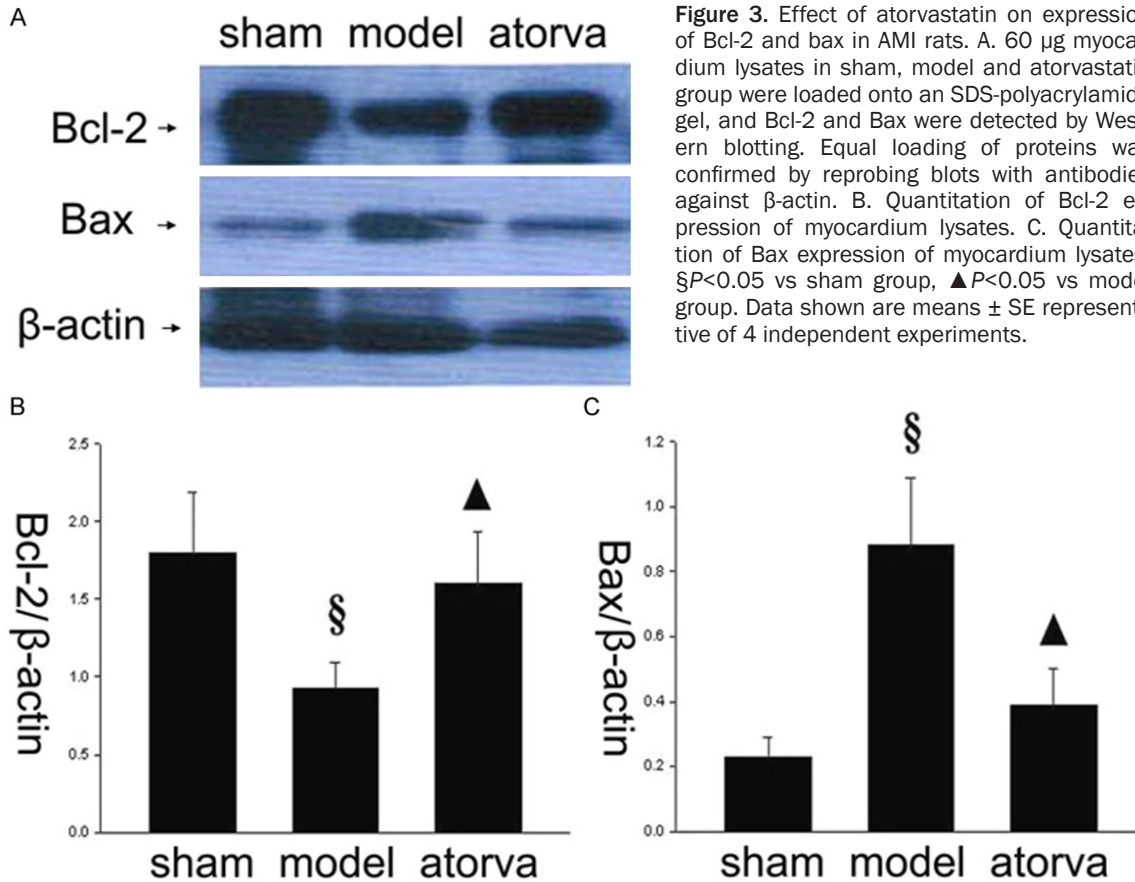 A
sham model atorva
Bcl-2
Bax
β-actin
Figure 3. Effect of atorvastatin on expressio
of Bcl-2 and bax in AMI rats. A. 60 µg myoca
dium lysates in sham, model and atorvastati
group were loaded onto an SDS-polyacrylamid
gel, and Bcl-2 and Bax were detected by Wes
ern blotting. Equal loading of proteins wa
confirmed by reprobing blots with antibodie
against β-actin. B. Quantitation of Bcl-2 e
pression of myocardium lysates. C. Quantita
tion of Bax expression of myocardium lysate
§P<0.05 vs sham group, ▲P<0.05 vs mod
group. Data shown are means ± SE represent
tive of 4 independent experiments.
B
Bcl-2/β-actin
2.5
2.0
1.5
1.0
0.5
0.0
§
▲
sham model atorva
C
Bax/β-actin
1.2
1.0
0.8
0.6
0.4
0.2
0.0
§
▲
sham model atorva